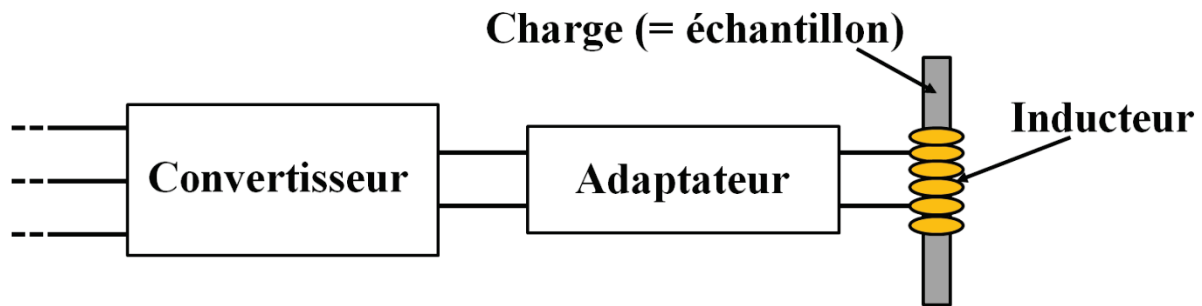 Charge (= échantillon)
Inducteur
Convertisseur
Adaptateur